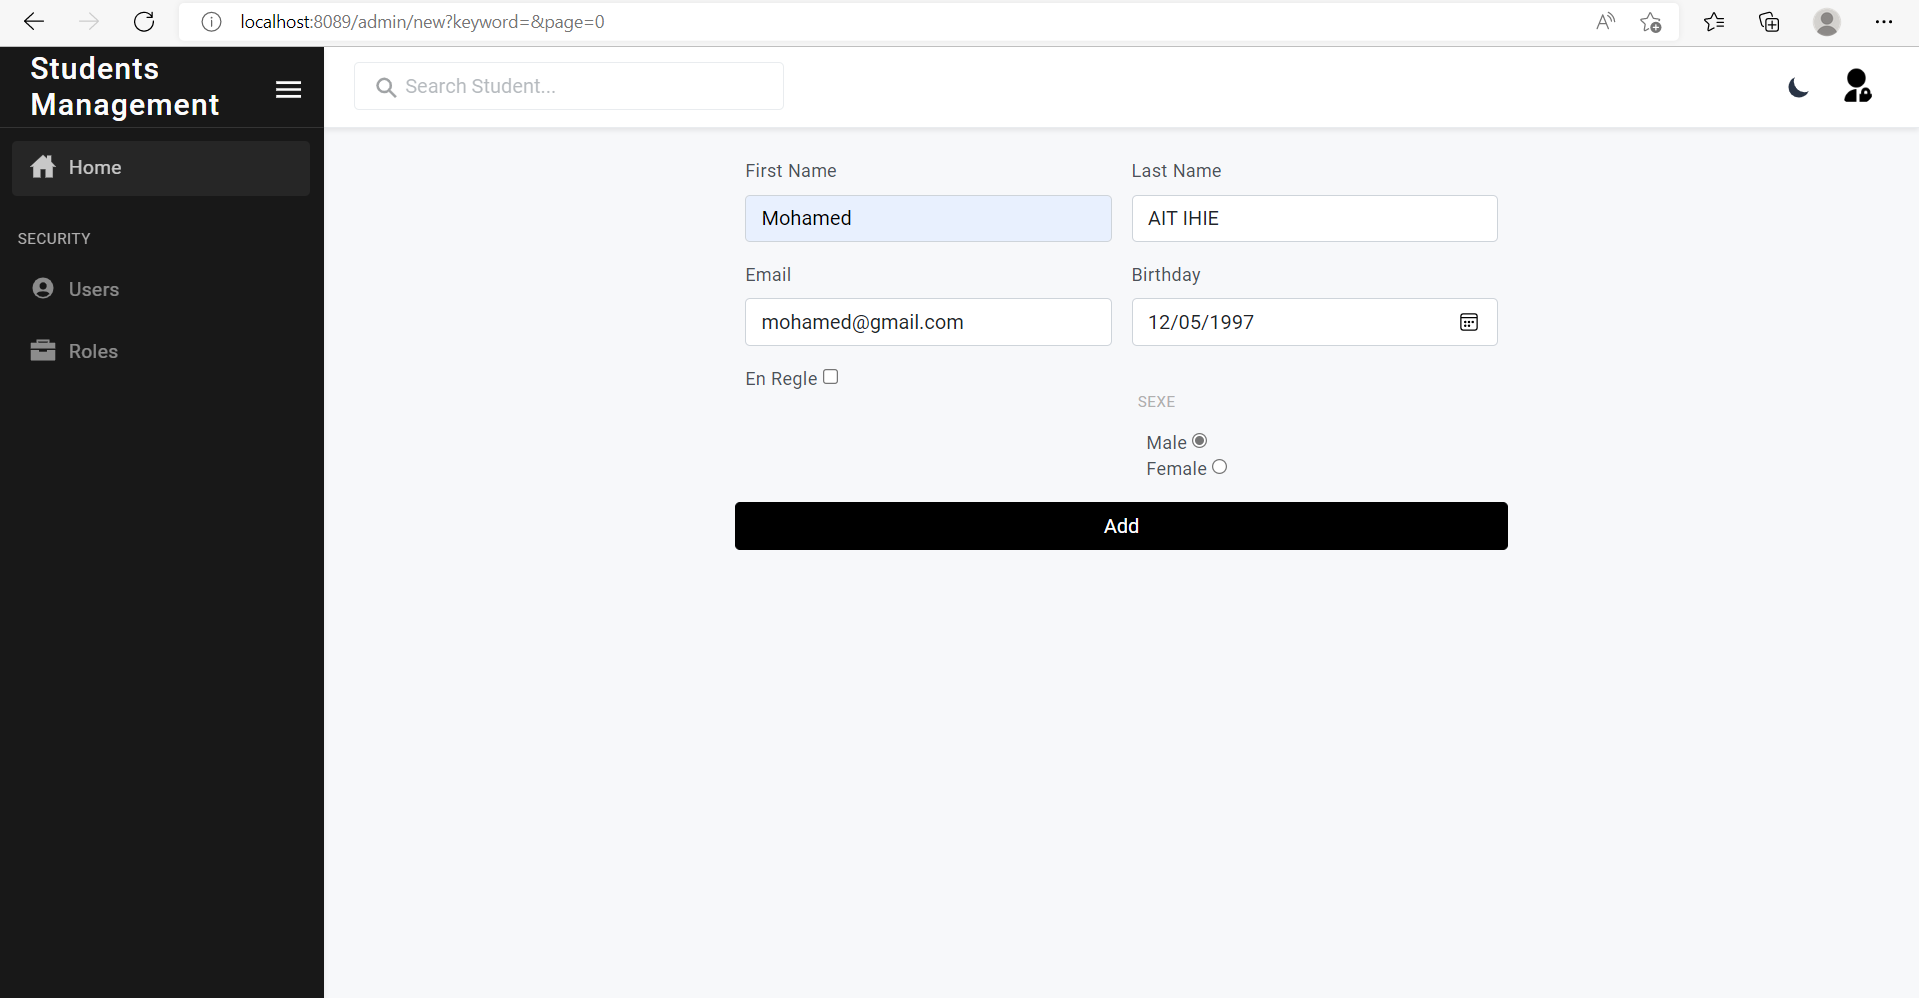 localhost:8089/admin/new?keyword=&page=0
Students
Management
Search Student...
Home
SECURITY
Users
Roles
First Name
Last Name
Mohamed
AIT IHIE
Email
Birthday
mohamed@gmail.com
12/05/1997
En Regle
SEXE
Male
Female
Add